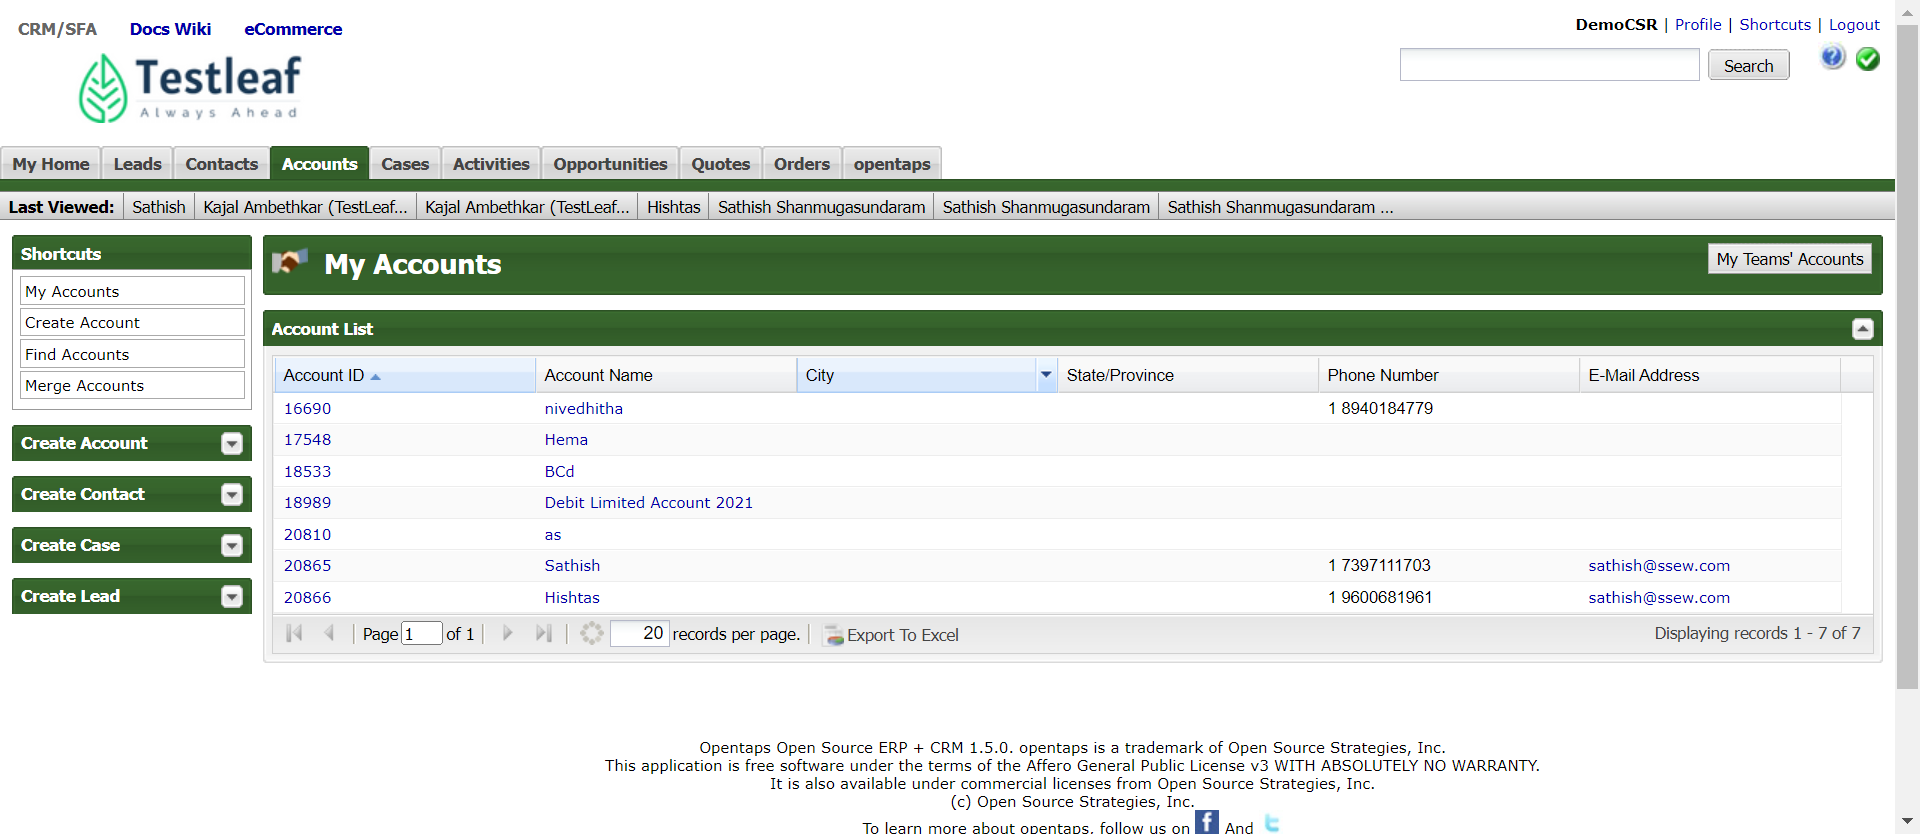 CRM/SFA Docs Wiki eCommerce
DemoCSR | Profile | Shortcuts | Logout
Search
Testleaf
Always Ahead
My Home Leads Contacts Accounts Cases Activities Opportunities Quotes Orders opentaps
Last Viewed: Sathish Kajal Ambethkar (TestLeaf... Kajal Ambethkar (TestLeaf... Hishtas Sathish Shanmugasundaram Sathish Shanmugasundaram Sathish Shanmugasundaram ...
Shortcuts
My Accounts
Create Account
Find Accounts
Merge Accounts
Create Account
Create Contact
Create Case
Create Lead
My Accounts
My Teams' Accounts
Account List
Account ID Account Name City State/Province Phone Number E-Mail Address
16690 nivedhitha 1 8940184779
17548 Hema
18533 BCd
18989 Debit Limited Account 2021
20810 as
20865 Sathish 1 7397111703 sathish@ssew.com
20866 Hishtas 1 9600681961 sathish@ssew.com
Page 1 of 1 20 records per page. Export To Excel Displaying records 1 - 7 of 7
Opentaps Open Source ERP + CRM 1.5.0. opentaps is a trademark of Open Source Strategies, Inc.
This application is free software under the terms of the Affero General Public License v3 WITH ABSOLUTELY NO WARRANTY.
It is also available under commercial licenses from Open Source Strategies, Inc.
(c) Open Source Strategies, Inc.
To learn more about opentaps, follow us on f And t